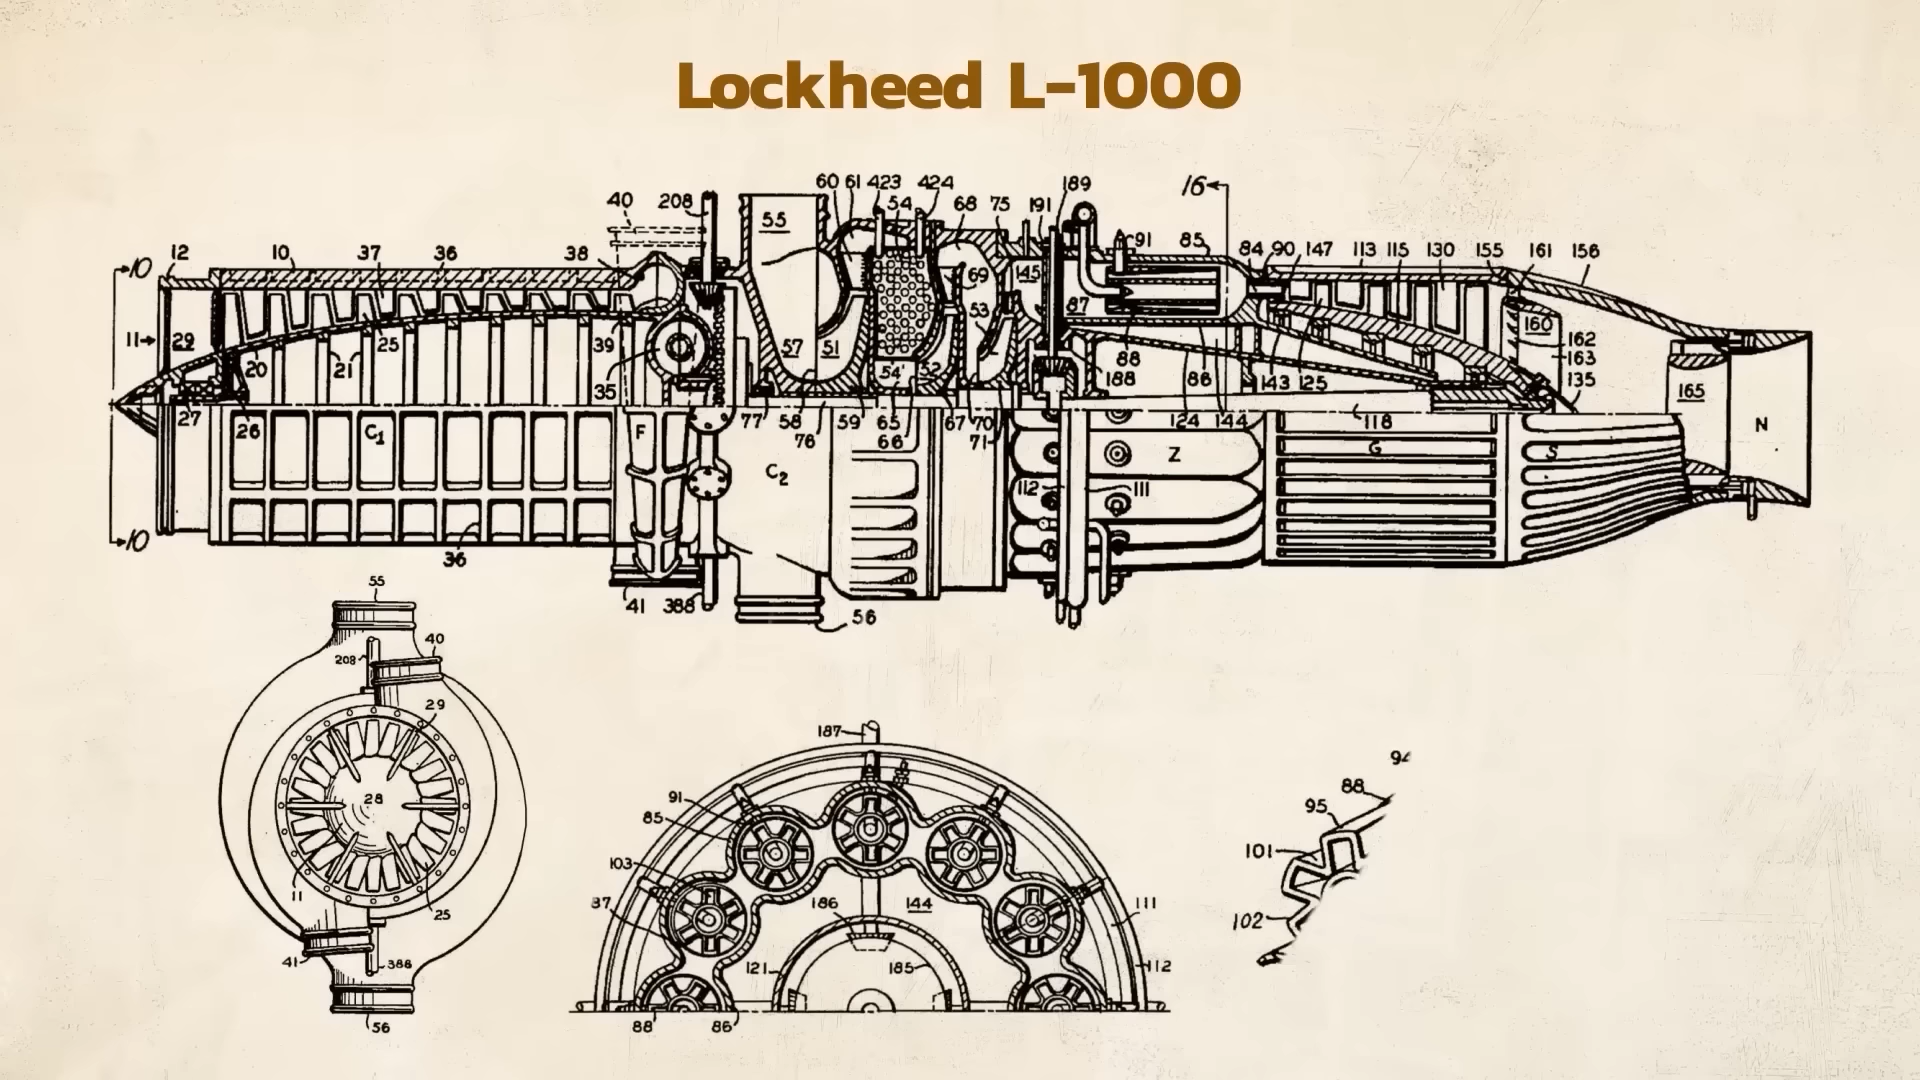 Lockheed L-1000
60 61 423 424 189
16
40 208 55 54 68 75 191
12 10 37 36 38 91 85 84 90 147 113 115 130 155 161 156
10
69 145
11 29 20 21 25 39 57 51 53 87 160
162
88 163
35 54' 52 188 86 143 125 135
165
27 26 C1 F 77 58 59 65 67 70 124 144 118 N
76 66 71 G
C2 Z S
112 111
10
36
41 388 56
55
40
208
29
28
11 25
41 388
56
187
91
85
103
87 186 144 111
121 185 112
88 86
94
88
95
101
102